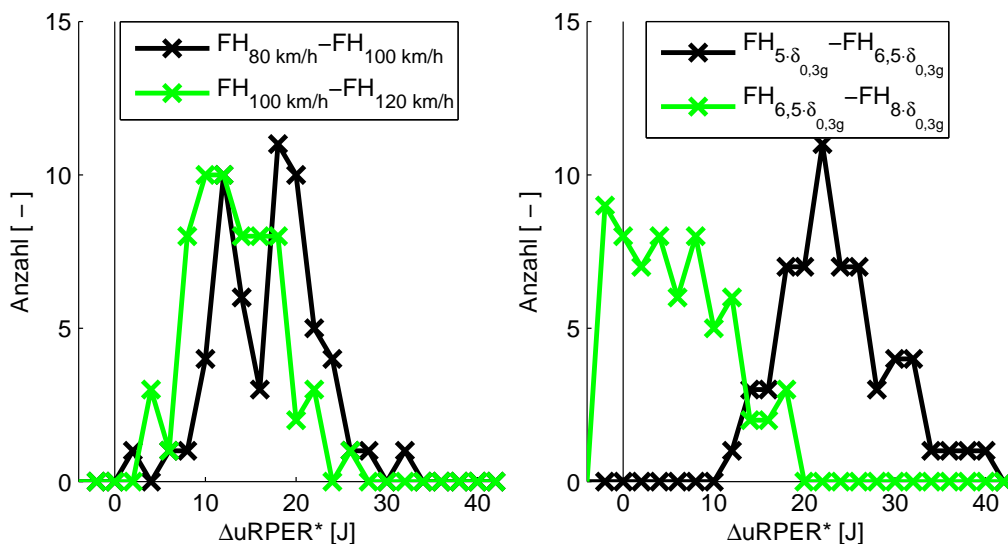 15
10
5
0
Anzahl [ − ]
0 10 20 30 40
ΔuRPER* [J]
FH80 km/h−FH100 km/h
FH100 km/h−FH120 km/h
15
10
5
0
Anzahl [ − ]
0 10 20 30 40
ΔuRPER* [J]
FH5·δ0,3g −FH6,5·δ0,3g
FH6,5·δ0,3g −FH8·δ0,3g